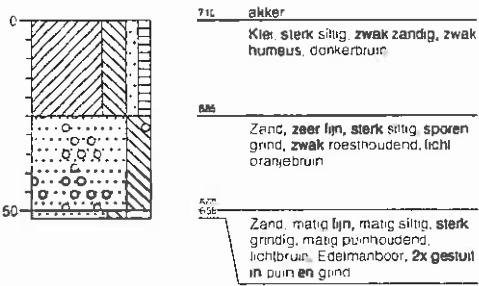 0
akker
Klei, sterk siltig, zwak zandig, zwak
humeus, donkerbruin
Zand, zeer fijn, sterk siltig, sporen
grind, zwak roesthoudend, licht
oranjebruin
50
Zand, matig fijn, matig siltig, sterk
grindig, matig puinhoudend,
lichtbruin, Edelmanboor, 2x gestuit
in puin en grind